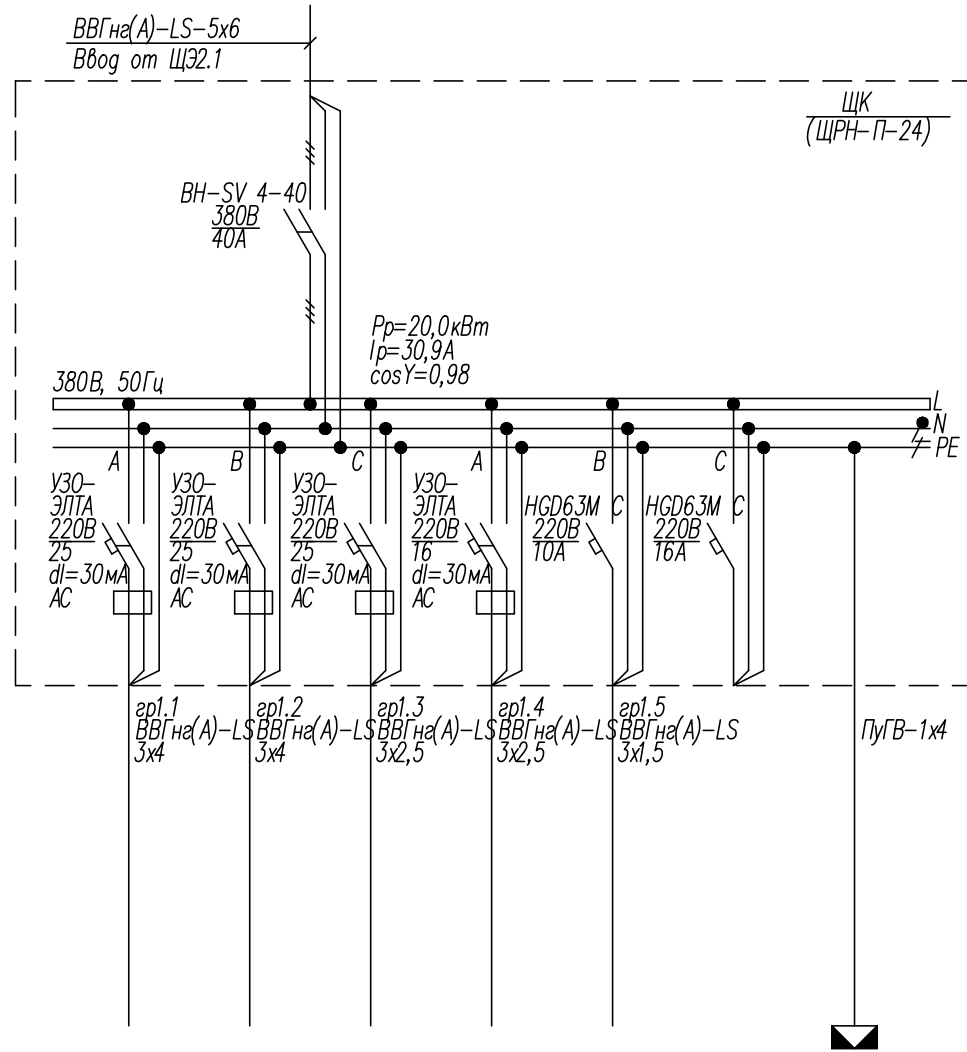 ВВГнг(А)-LS-5х6
Ввод от ЩЭ2.1
ЩК
(ЩРН-П-24)
ВН-SV 4-40
380В
40А
Рр=20,0кВт
Iр=30,9А
cosY=0,98
380В, 50Гц
L
N
PE
A
B
C
A
B
C
УЗО-
ЭЛТА
220В
25
dI=30мА
АС
УЗО-
ЭЛТА
220В
25
dI=30мА
АС
УЗО-
ЭЛТА
220В
25
dI=30мА
АС
УЗО-
ЭЛТА
220В
16
dI=30мА
АС
HGD63M C
220В
10А
HGD63M C
220В
16А
гр1.1
ВВГнг(А)-LS
3х4
гр1.2
ВВГнг(А)-LS
3х4
гр1.3
ВВГнг(А)-LS
3х2,5
гр1.4
ВВГнг(А)-LS
3х2,5
гр1.5
ВВГнг(А)-LS
3х1,5
ПуГВ-1х4